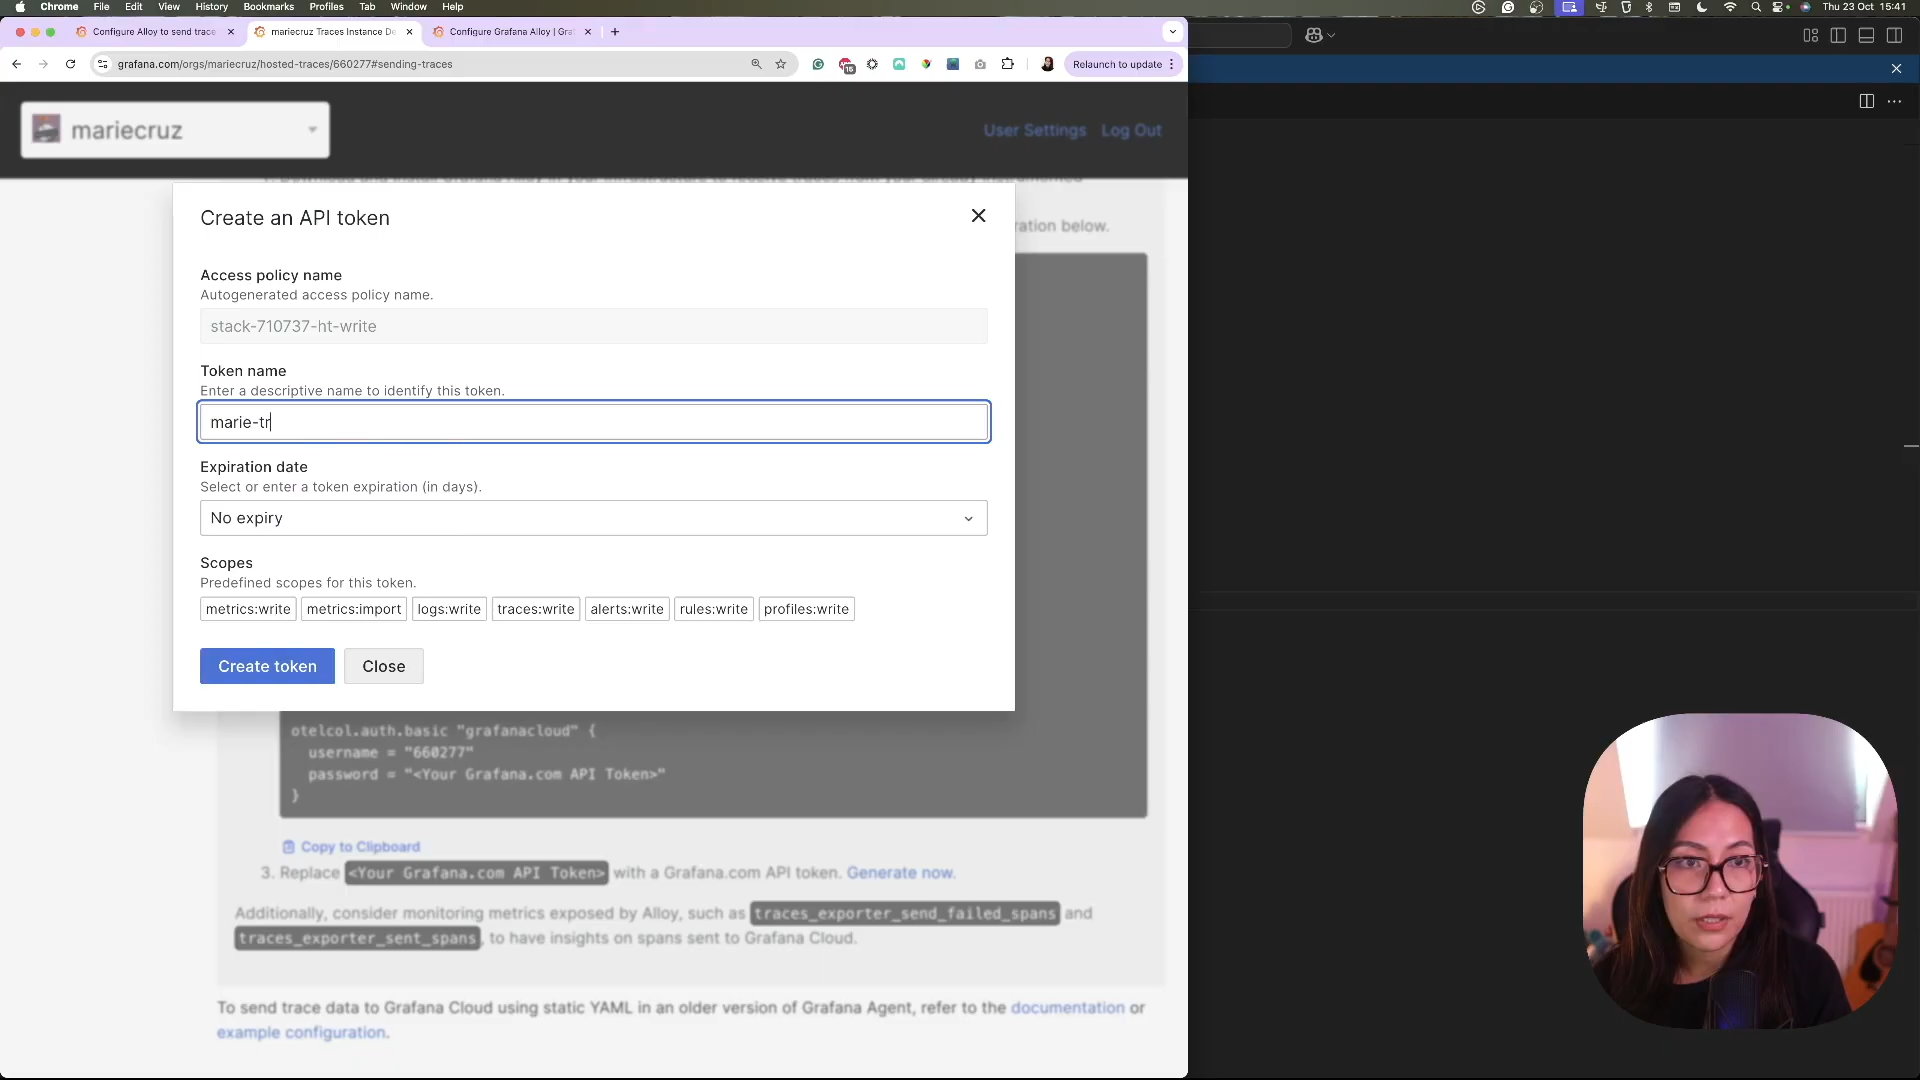 Chrome File Edit View History Bookmarks Profiles Tab Window Help Thu 23 Oct 15:41
Configure Alloy to send trace mariecruz Traces Instance De Configure Grafana Alloy | Gra
grafana.com/orgs/mariecruz/hosted-traces/660277#sending-traces 15 Relaunch to update
mariecruz User Settings Log Out
Create an API token
ration below.
Access policy name
Autogenerated access policy name.
stack-710737-ht-write
Token name
Enter a descriptive name to identify this token.
marie-tr
Expiration date
Select or enter a token expiration (in days).
No expiry
Scopes
Predefined scopes for this token.
metrics:write metrics:import logs:write traces:write alerts:write rules:write profiles:write
Create token Close
otelcol.auth.basic "grafanacloud" {
username = "660277"
password = "<Your Grafana.com API Token>"
}
Copy to Clipboard
3. Replace <Your Grafana.com API Token> with a Grafana.com API token. Generate now.
Additionally, consider monitoring metrics exposed by Alloy, such as traces_exporter_send_failed_spans and
traces_exporter_sent_spans, to have insights on spans sent to Grafana Cloud.
To send trace data to Grafana Cloud using static YAML in an older version of Grafana Agent, refer to the documentation or
example configuration.